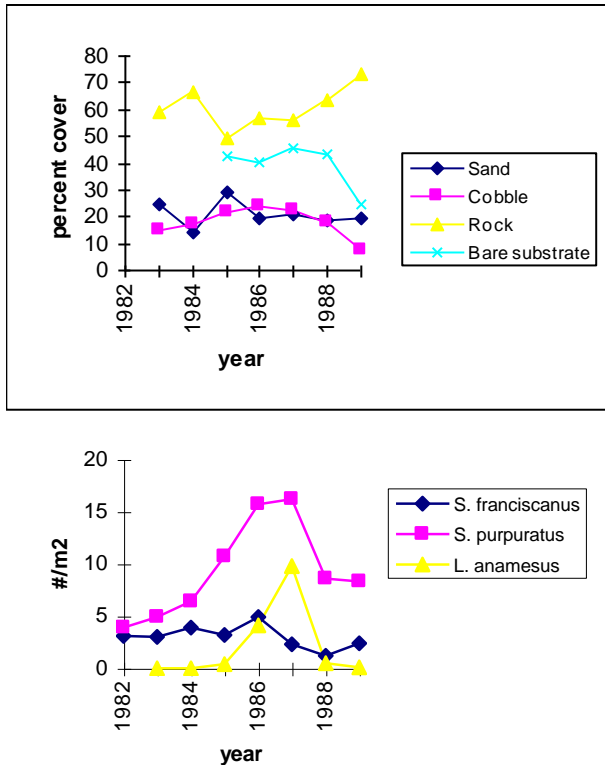 percent cover
80
70
60
50
40
30
20
10
0
1982
1984
1986
1988
year
Sand
Cobble
Rock
Bare substrate
#/m2
20
15
10
5
0
1982
1984
1986
1988
year
S. franciscanus
S. purpuratus
L. anamesus